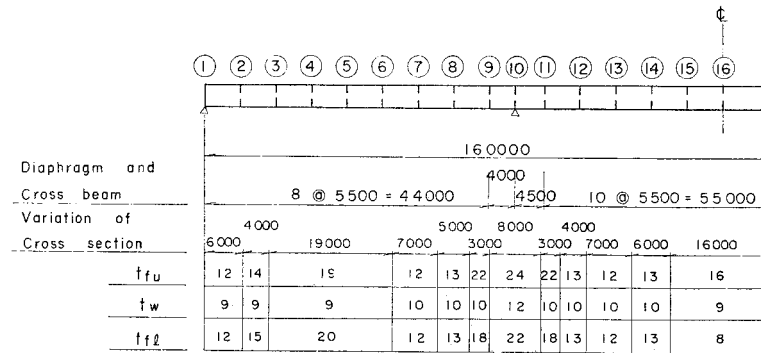 ℄
1 2 3 4 5 6 7 8 9 10 11 12 13 14 15 16
160000
Diaphragm and
4000
Cross beam 8 @ 5500 = 44000 4500 10 @ 5500 = 55000
Variation of
4000 5000 8000 4000
Cross section 6000 19000 7000 3000 3000 7000 6000 16000
tfu 12 14 19 12 13 22 24 22 13 12 13 16
tw 9 9 9 10 10 10 12 10 10 10 10 9
tfℓ 12 15 20 12 13 18 22 18 13 12 13 8